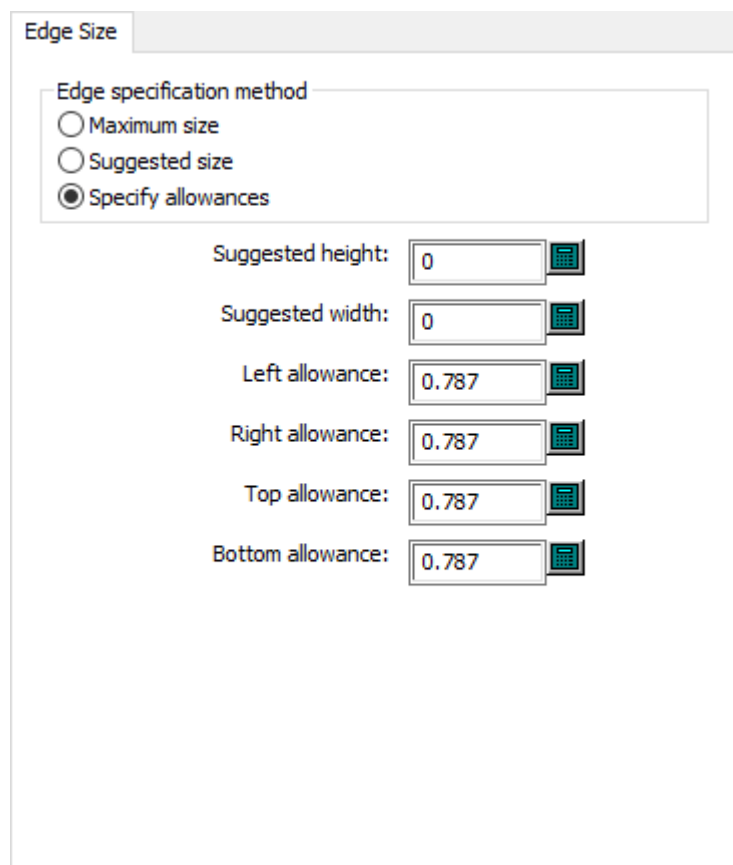 Edge Size
Edge specification method
Maximum size
Suggested size
Specify allowances
Suggested height: 0
Suggested width: 0
Left allowance: 0.787
Right allowance: 0.787
Top allowance: 0.787
Bottom allowance: 0.787